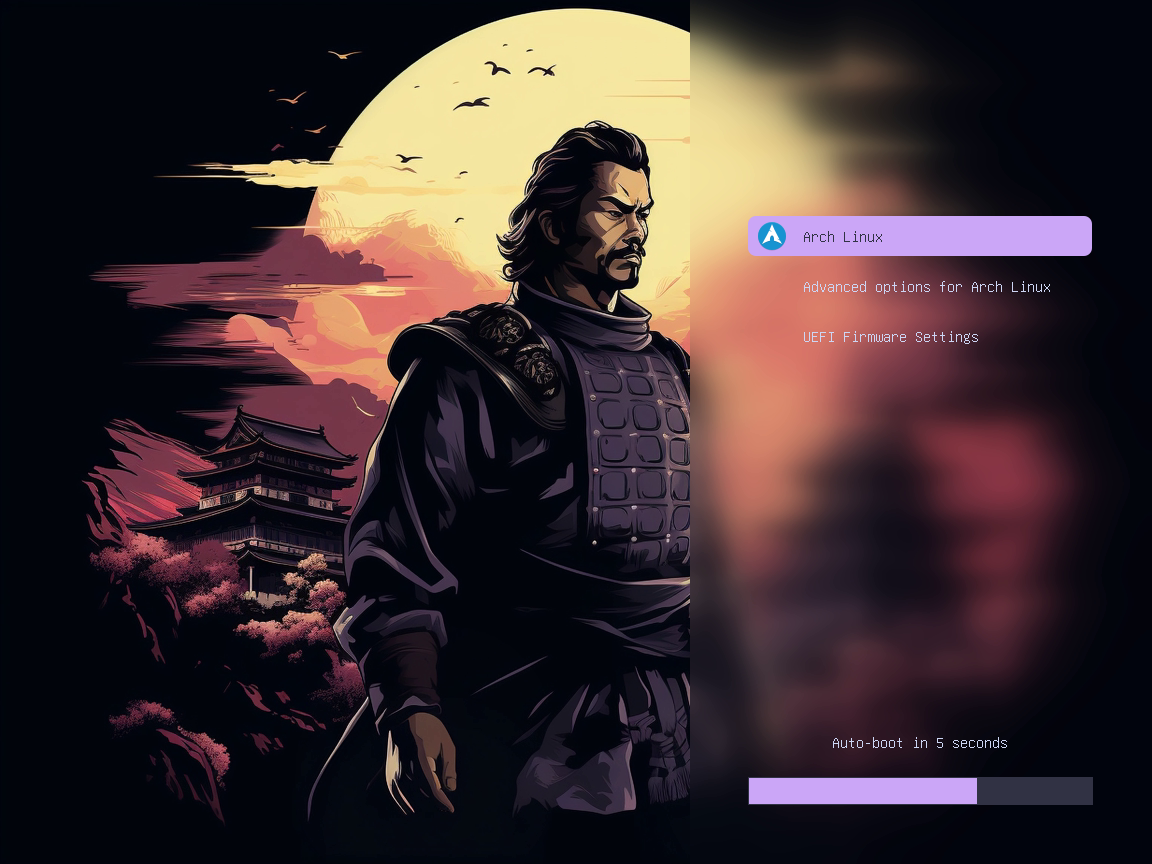 Arch Linux
Advanced options for Arch Linux
UEFI Firmware Settings
Auto-boot in 5 seconds